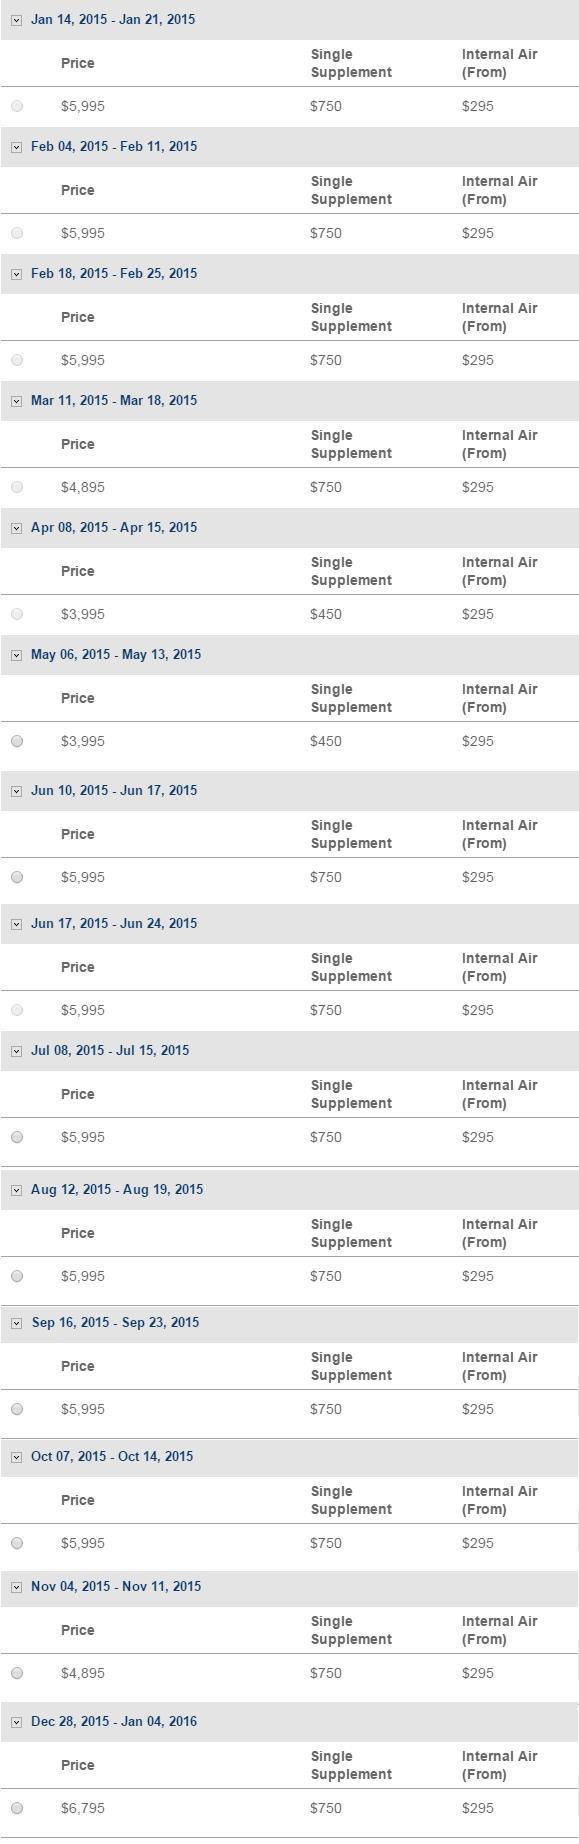 Jan 14, 2015 - Jan 21, 2015
Price Single Supplement Internal Air (From)
$5,995 $750 $295
Feb 04, 2015 - Feb 11, 2015
Price Single Supplement Internal Air (From)
$5,995 $750 $295
Feb 18, 2015 - Feb 25, 2015
Price Single Supplement Internal Air (From)
$5,995 $750 $295
Mar 11, 2015 - Mar 18, 2015
Price Single Supplement Internal Air (From)
$4,895 $750 $295
Apr 08, 2015 - Apr 15, 2015
Price Single Supplement Internal Air (From)
$3,995 $450 $295
May 06, 2015 - May 13, 2015
Price Single Supplement Internal Air (From)
$3,995 $450 $295
Jun 10, 2015 - Jun 17, 2015
Price Single Supplement Internal Air (From)
$5,995 $750 $295
Jun 17, 2015 - Jun 24, 2015
Price Single Supplement Internal Air (From)
$5,995 $750 $295
Jul 08, 2015 - Jul 15, 2015
Price Single Supplement Internal Air (From)
$5,995 $750 $295
Aug 12, 2015 - Aug 19, 2015
Price Single Supplement Internal Air (From)
$5,995 $750 $295
Sep 16, 2015 - Sep 23, 2015
Price Single Supplement Internal Air (From)
$5,995 $750 $295
Oct 07, 2015 - Oct 14, 2015
Price Single Supplement Internal Air (From)
$5,995 $750 $295
Nov 04, 2015 - Nov 11, 2015
Price Single Supplement Internal Air (From)
$4,895 $750 $295
Dec 28, 2015 - Jan 04, 2016
Price Single Supplement Internal Air (From)
$6,795 $750 $295